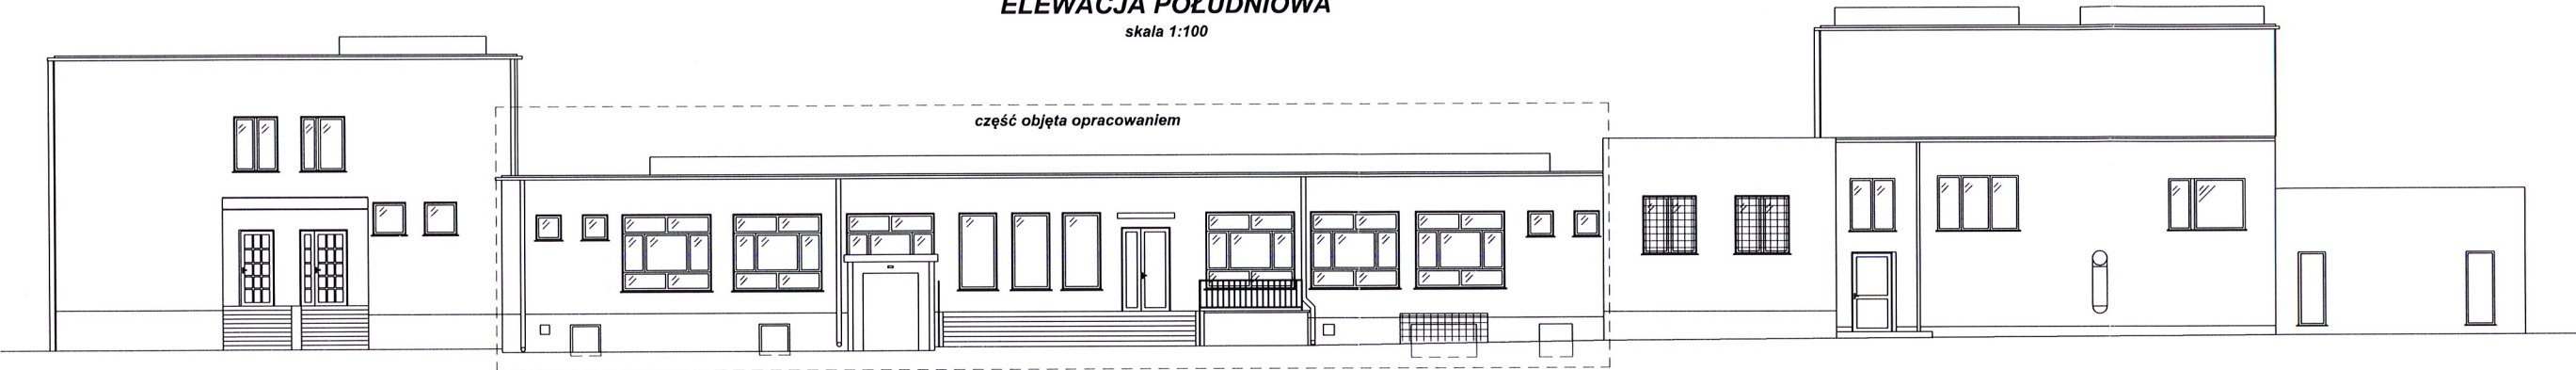 ELEWACJA POŁUDNIOWA
skala 1:100
część objęta opracowaniem